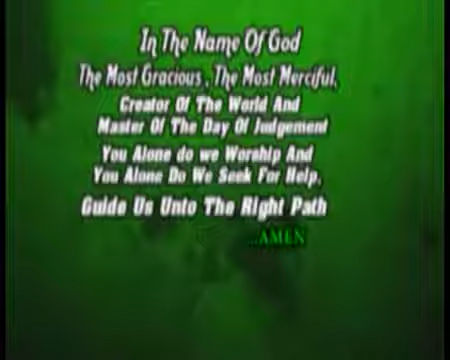 In The Name Of God
The Most Gracious, The Most Merciful,
Creator Of The World And
Master Of The Day Of Judgement
You Alone do we Worship And
You Alone Do We Seek For Help,
Guide Us Unto The Right Path
...AMEN